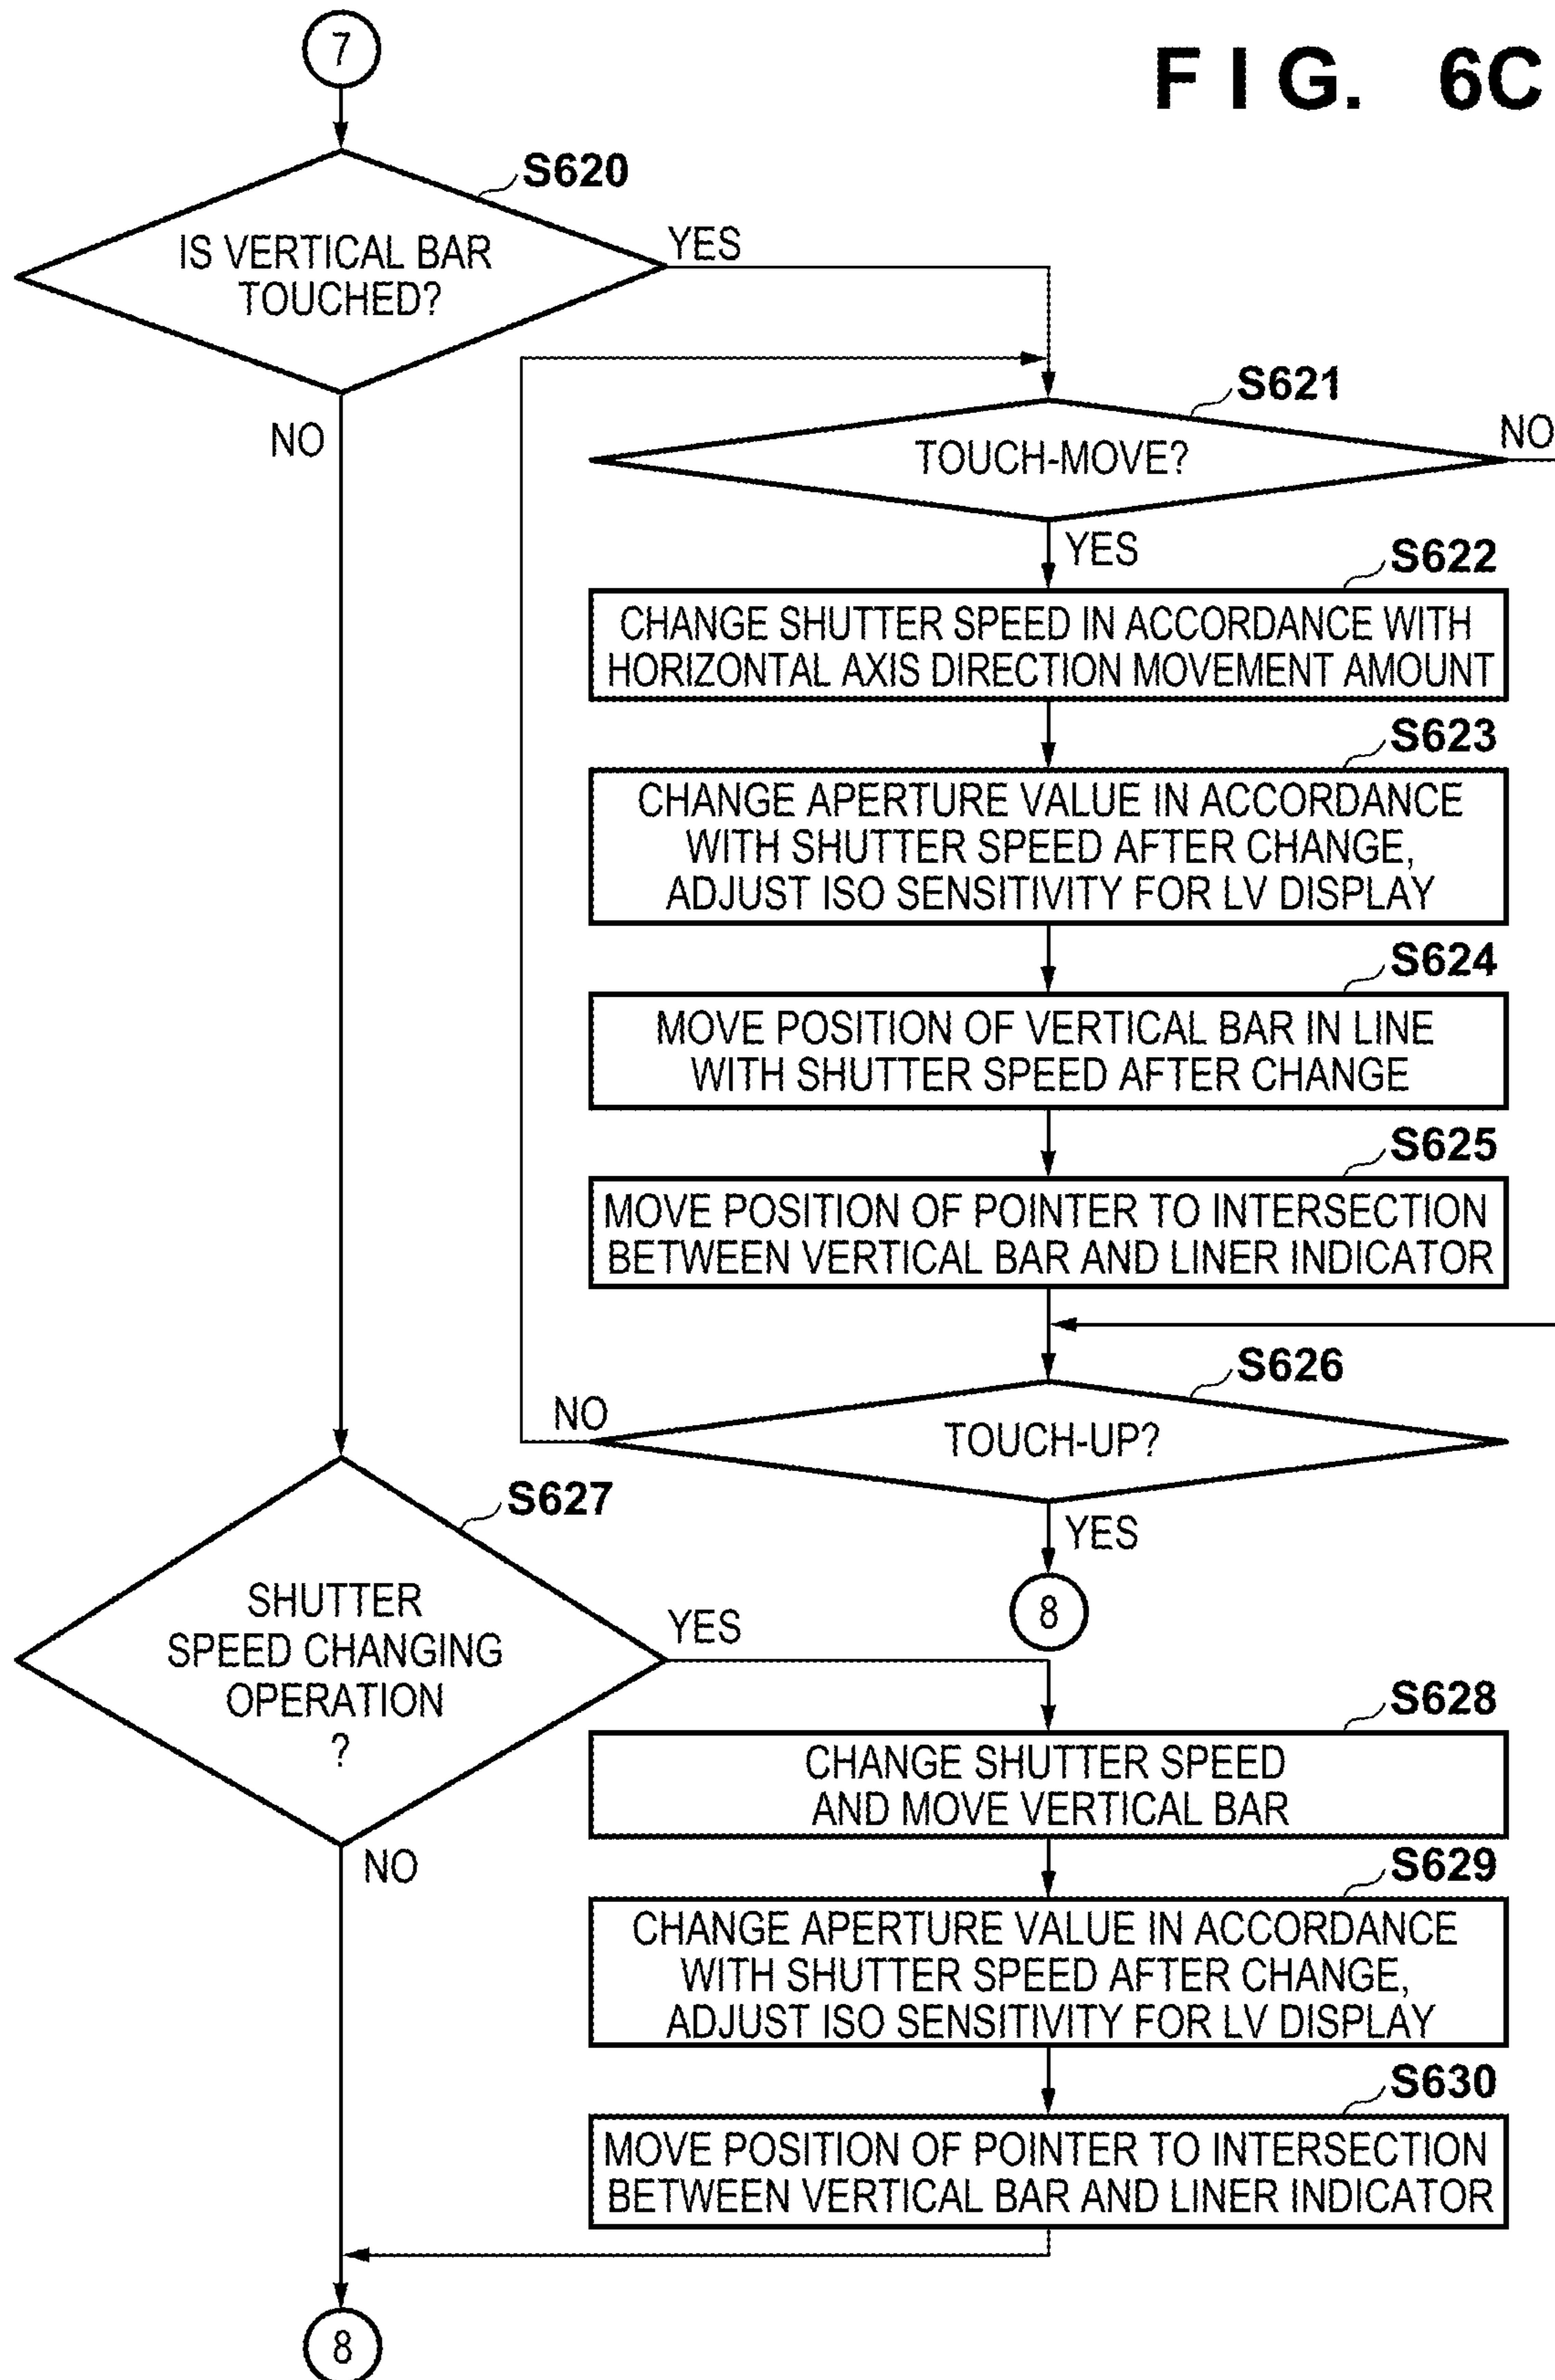 FIG. 6C
7
S620
IS VERTICAL BAR
TOUCHED?
YES
NO
S621
TOUCH-MOVE?
NO
YES
S622
CHANGE SHUTTER SPEED IN ACCORDANCE WITH
HORIZONTAL AXIS DIRECTION MOVEMENT AMOUNT
S623
CHANGE APERTURE VALUE IN ACCORDANCE
WITH SHUTTER SPEED AFTER CHANGE,
ADJUST ISO SENSITIVITY FOR LV DISPLAY
S624
MOVE POSITION OF VERTICAL BAR IN LINE
WITH SHUTTER SPEED AFTER CHANGE
S625
MOVE POSITION OF POINTER TO INTERSECTION
BETWEEN VERTICAL BAR AND LINER INDICATOR
S626
NO
TOUCH-UP?
YES
8
S627
SHUTTER
SPEED CHANGING
OPERATION
?
YES
NO
S628
CHANGE SHUTTER SPEED
AND MOVE VERTICAL BAR
S629
CHANGE APERTURE VALUE IN ACCORDANCE
WITH SHUTTER SPEED AFTER CHANGE,
ADJUST ISO SENSITIVITY FOR LV DISPLAY
S630
MOVE POSITION OF POINTER TO INTERSECTION
BETWEEN VERTICAL BAR AND LINER INDICATOR
8